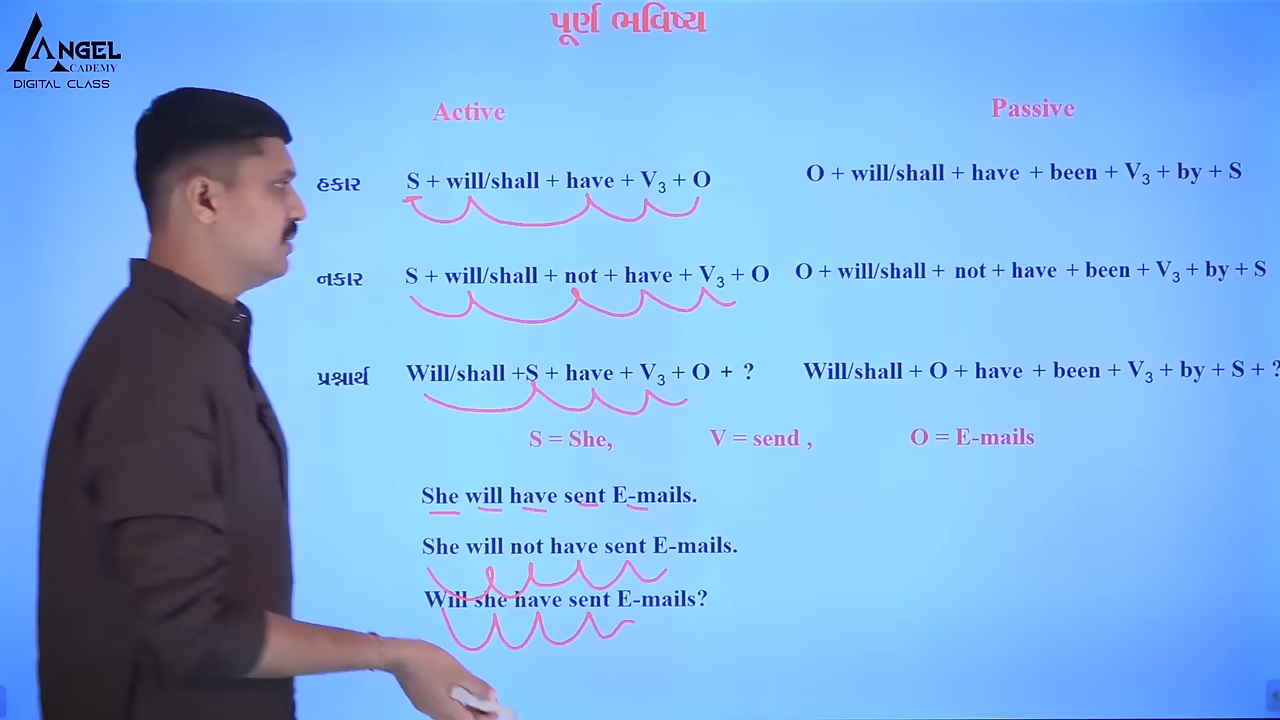 પૂર્ણ ભવિષ્ય
ANGEL
ACADEMY
DIGITAL CLASS
Active Passive
હકાર S + will/shall + have + V₃ + O O + will/shall + have + been + V₃ + by + S
નકાર S + will/shall + not + have + V₃ + O O + will/shall + not + have + been + V₃ + by + S
પ્રશ્નાર્થ Will/shall +S + have + V₃ + O + ? Will/shall + O + have + been + V₃ + by + S + ?
S = She, V = send , O = E-mails
She will have sent E-mails.
She will not have sent E-mails.
Will she have sent E-mails?